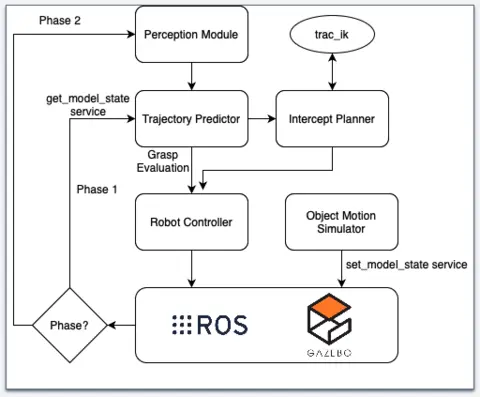 Phase 2
Perception Module
trac_ik
get_model_state
service
Trajectory Predictor
Intercept Planner
Grasp
Evaluation
Phase 1
Robot Controller
Object Motion
Simulator
set_model_state service
Phase?
ROS
GAZEBO